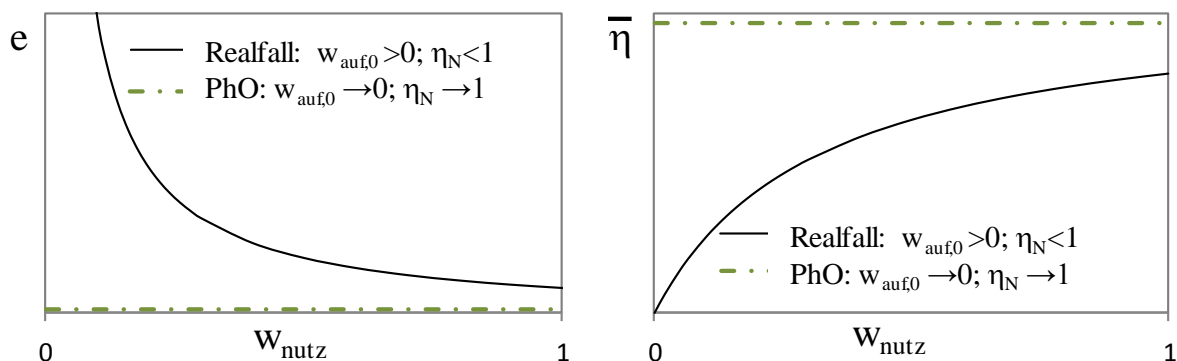 e
Realfall: w_auf,0 >0; η_N<1
PhO: w_auf,0 →0; η_N →1
0
w_nutz
1
η̅
Realfall: w_auf,0 >0; η_N<1
PhO: w_auf,0 →0; η_N →1
0
w_nutz
1